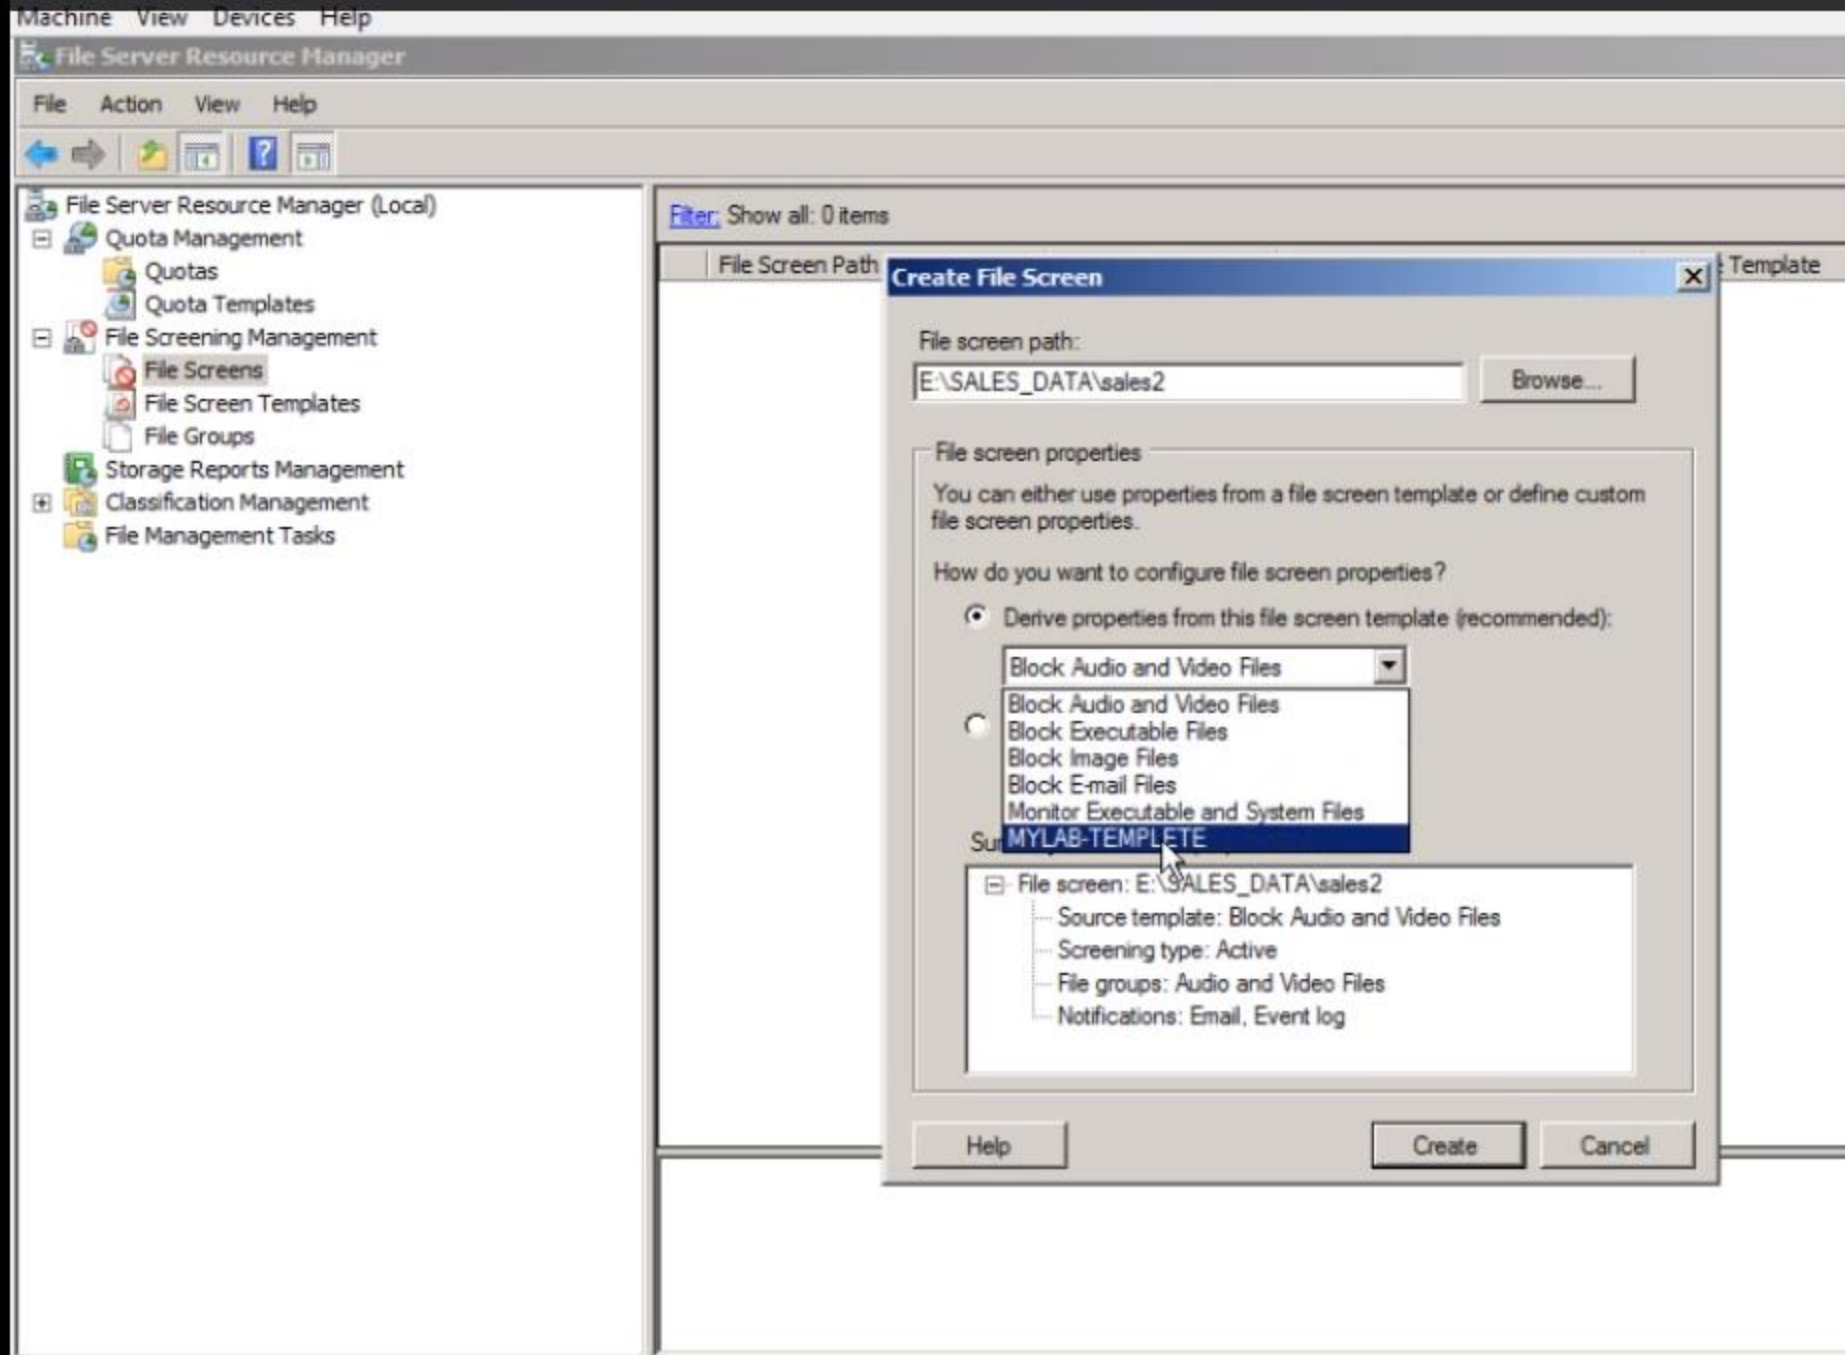 Machine View Devices Help
File Server Resource Manager
File Action View Help
File Server Resource Manager (Local)
Quota Management
Quotas
Quota Templates
File Screening Management
File Screens
File Screen Templates
File Groups
Storage Reports Management
Classification Management
File Management Tasks
Filter: Show all: 0 items
File Screen Path
Template
Create File Screen
File screen path:
E:\SALES_DATA\sales2
Browse...
File screen properties
You can either use properties from a file screen template or define custom
file screen properties.
How do you want to configure file screen properties?
Derive properties from this file screen template (recommended):
Block Audio and Video Files
Block Audio and Video Files
Block Executable Files
Block Image Files
Block E-mail Files
Monitor Executable and System Files
MYLAB-TEMPLETE
File screen: E:\SALES_DATA\sales2
Source template: Block Audio and Video Files
Screening type: Active
File groups: Audio and Video Files
Notifications: Email, Event log
Help
Create
Cancel